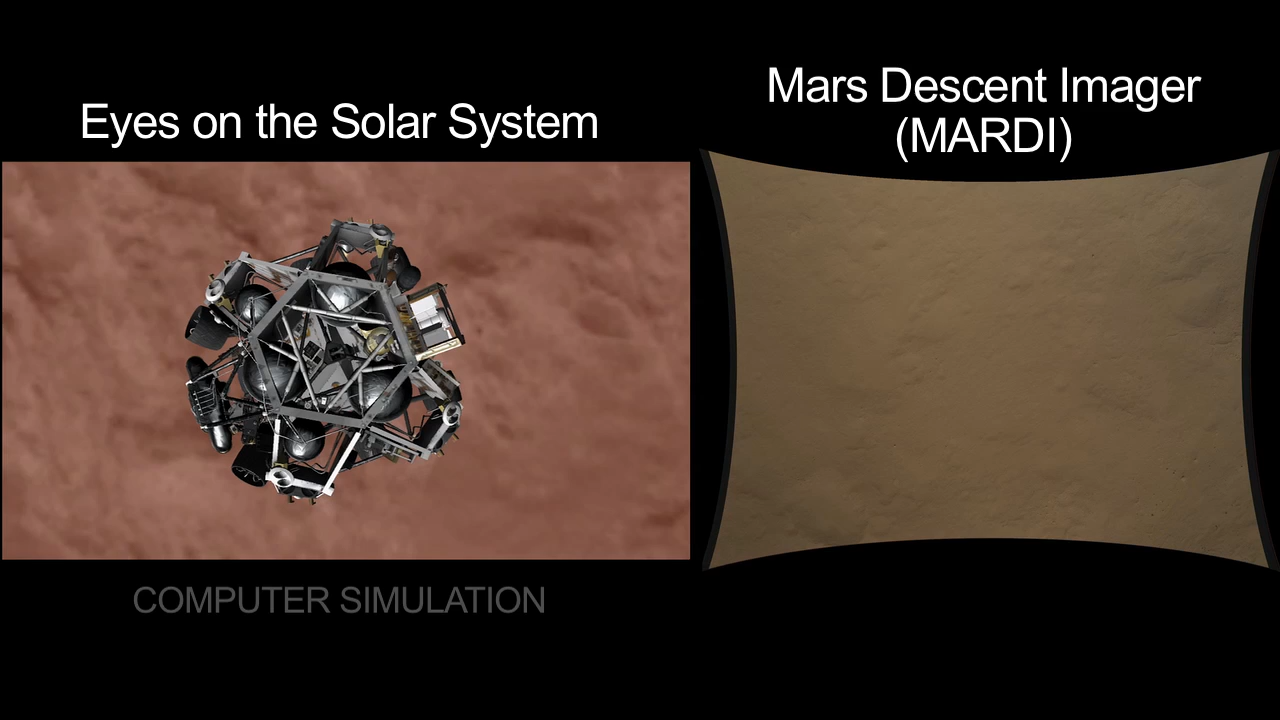 Eyes on the Solar System
Mars Descent Imager
(MARDI)
COMPUTER SIMULATION